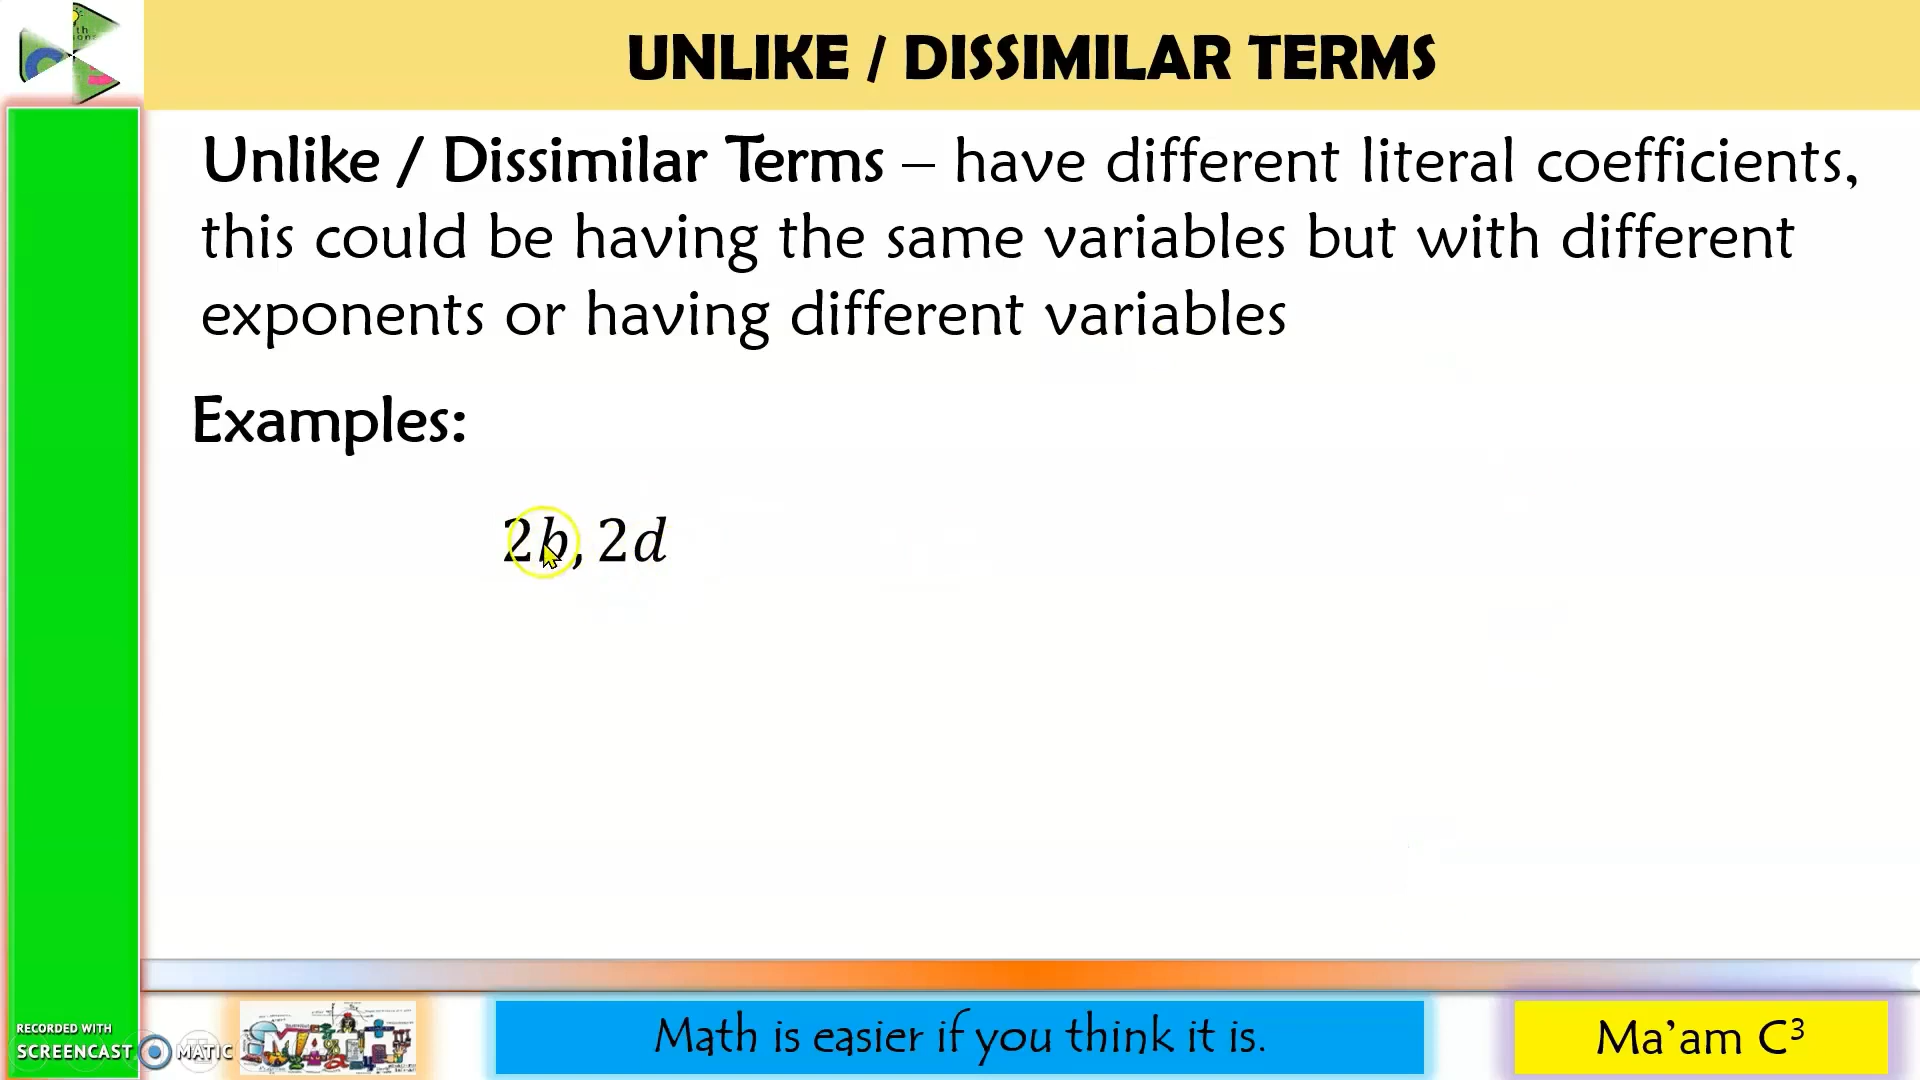 UNLIKE / DISSIMILAR TERMS
Unlike / Dissimilar Terms – have different literal coefficients,
this could be having the same variables but with different
exponents or having different variables
Examples:
2b, 2d
RECORDED WITH
SCREENCAST MATIC
MATH
Math is easier if you think it is.
Ma’am C³